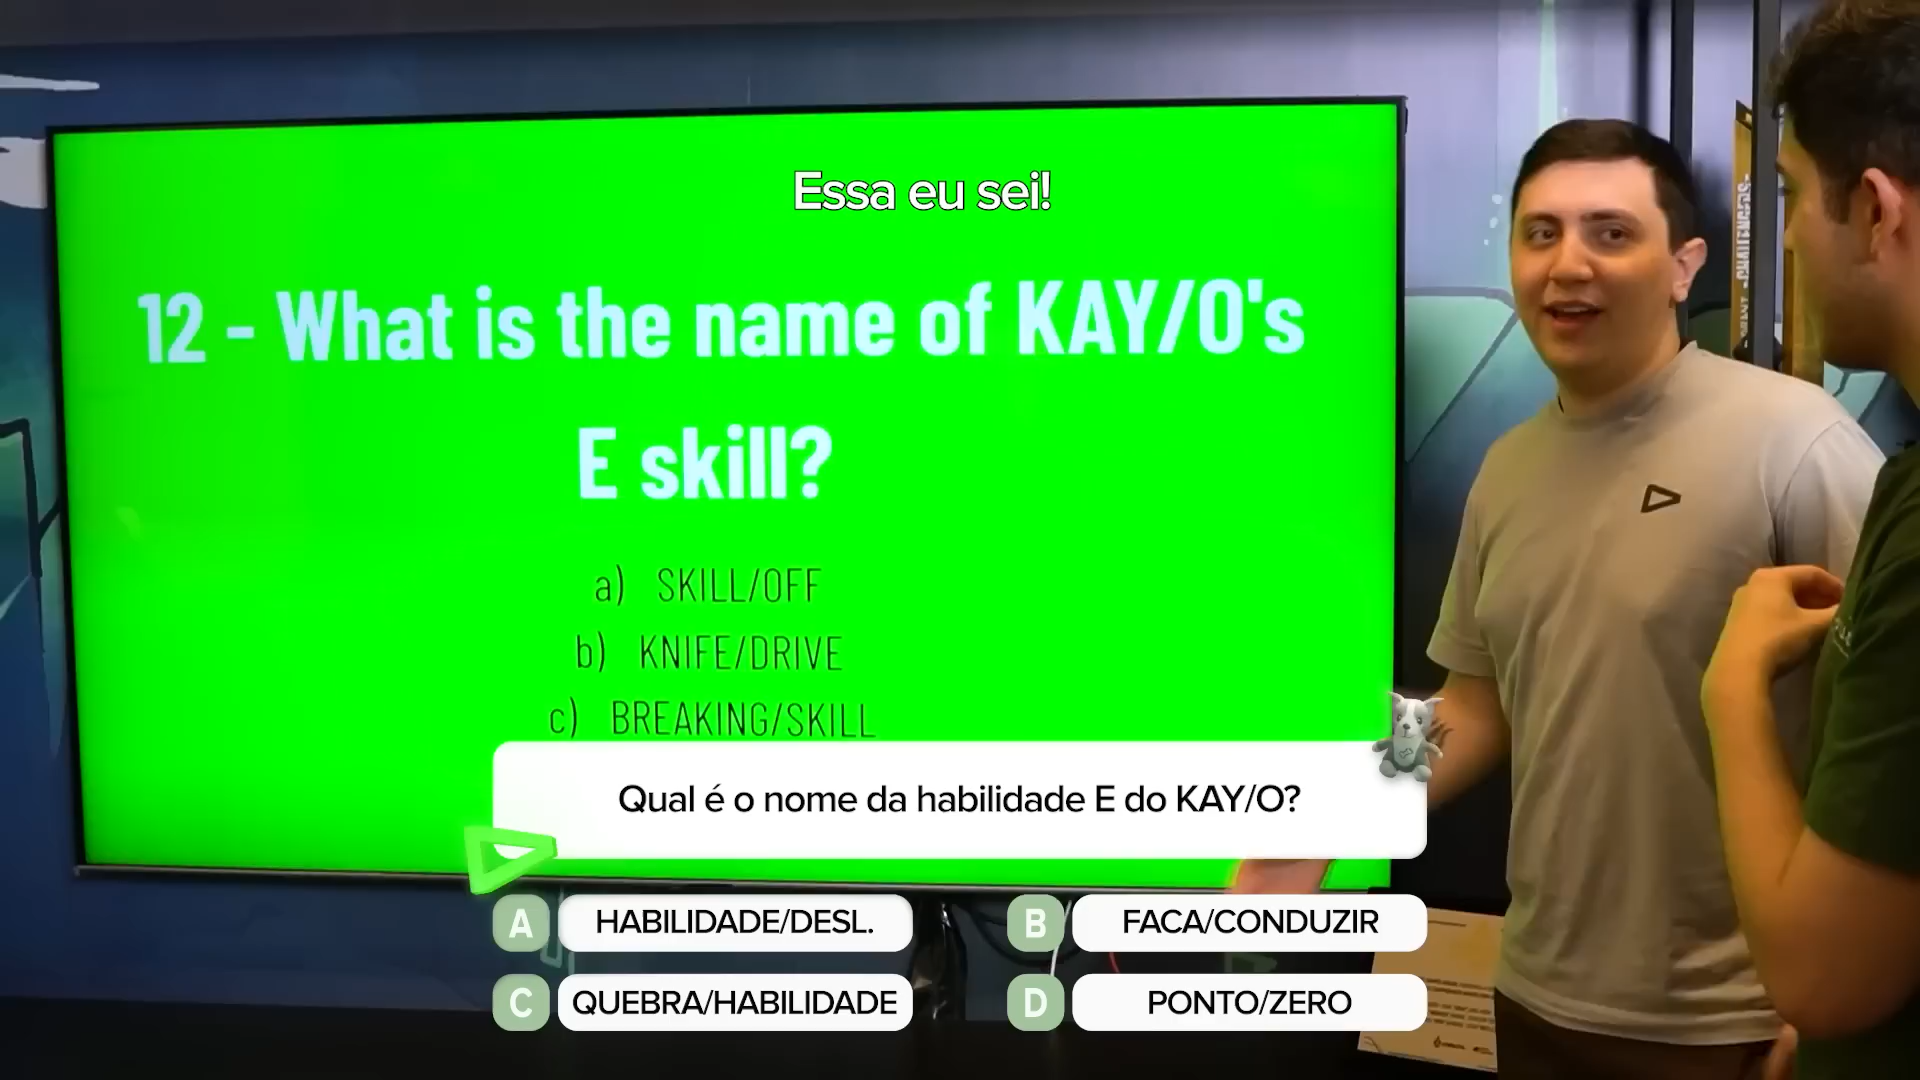 Essa eu sei!
12 - What is the name of KAY/O's
E skill?
a) SKILL/OFF
b) KNIFE/DRIVE
c) BREAKING/SKILL
Qual é o nome da habilidade E do KAY/O?
A HABILIDADE/DESL.
B FACA/CONDUZIR
C QUEBRA/HABILIDADE
D PONTO/ZERO